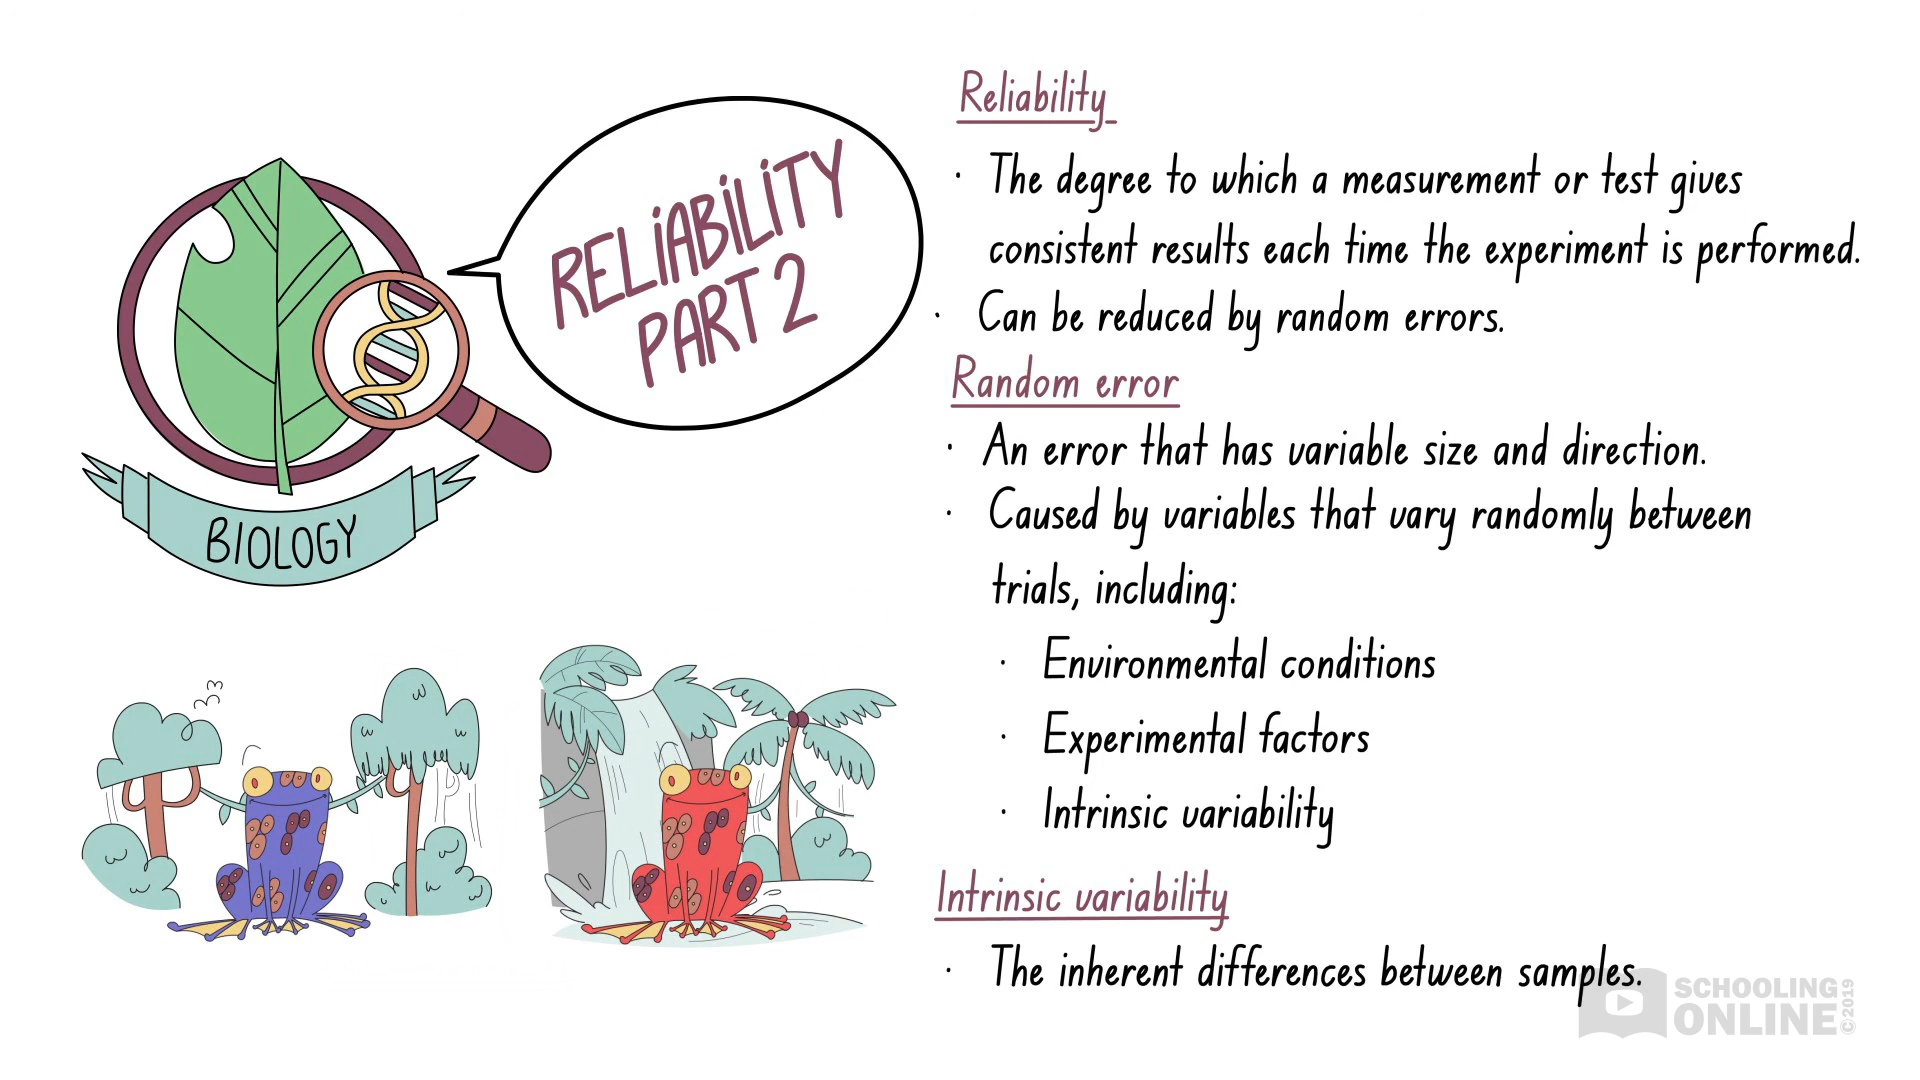 RELIABILITY
PART 2
BIOLOGY
Reliability
· The degree to which a measurement or test gives
consistent results each time the experiment is performed.
· Can be reduced by random errors.
Random error
· An error that has variable size and direction.
· Caused by variables that vary randomly between
trials, including:
· Environmental conditions
· Experimental factors
· Intrinsic variability
Intrinsic variability
· The inherent differences between samples.
SCHOOLING
ONLINE
©2019